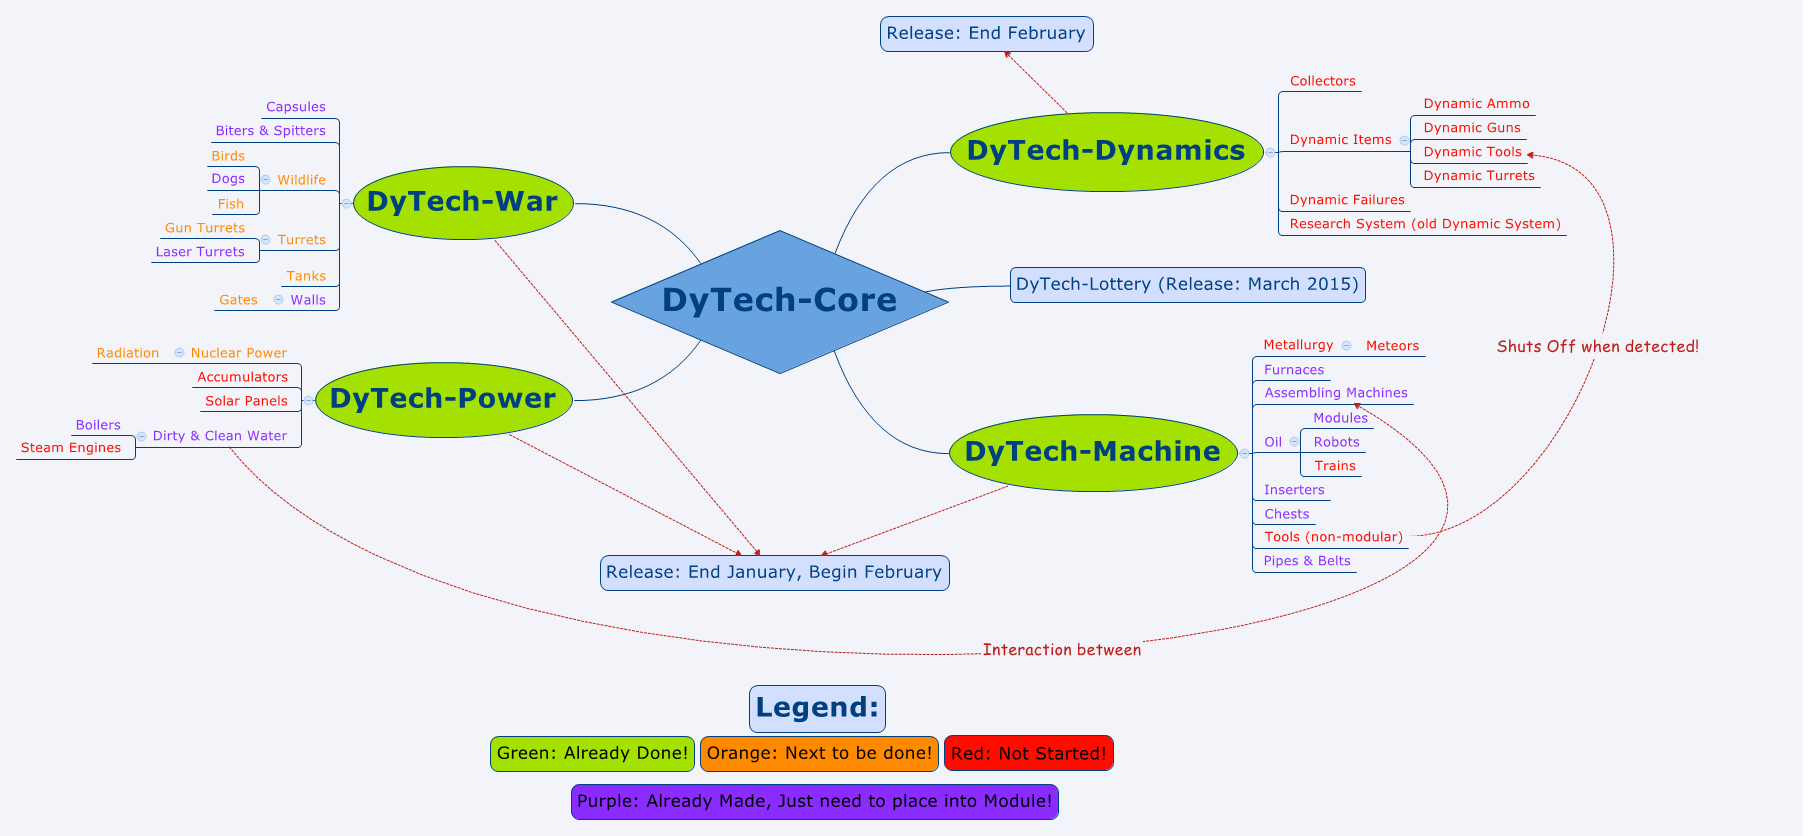 Release: End February
DyTech-Dynamics
Collectors
Dynamic Items
Dynamic Ammo
Dynamic Guns
Dynamic Tools
Dynamic Turrets
Dynamic Failures
Research System (old Dynamic System)
Capsules
Biters & Spitters
Birds
Dogs
Wildlife
Fish
Gun Turrets
Turrets
Laser Turrets
Tanks
Gates
Walls
DyTech-War
DyTech-Core
DyTech-Lottery (Release: March 2015)
Radiation
Nuclear Power
Accumulators
Solar Panels
Boilers
Dirty & Clean Water
Steam Engines
DyTech-Power
DyTech-Machine
Metallurgy
Meteors
Furnaces
Assembling Machines
Modules
Oil
Robots
Trains
Inserters
Chests
Tools (non-modular)
Pipes & Belts
Shuts Off when detected!
Release: End January, Begin February
Interaction between
Legend:
Green: Already Done!
Orange: Next to be done!
Red: Not Started!
Purple: Already Made, Just need to place into Module!